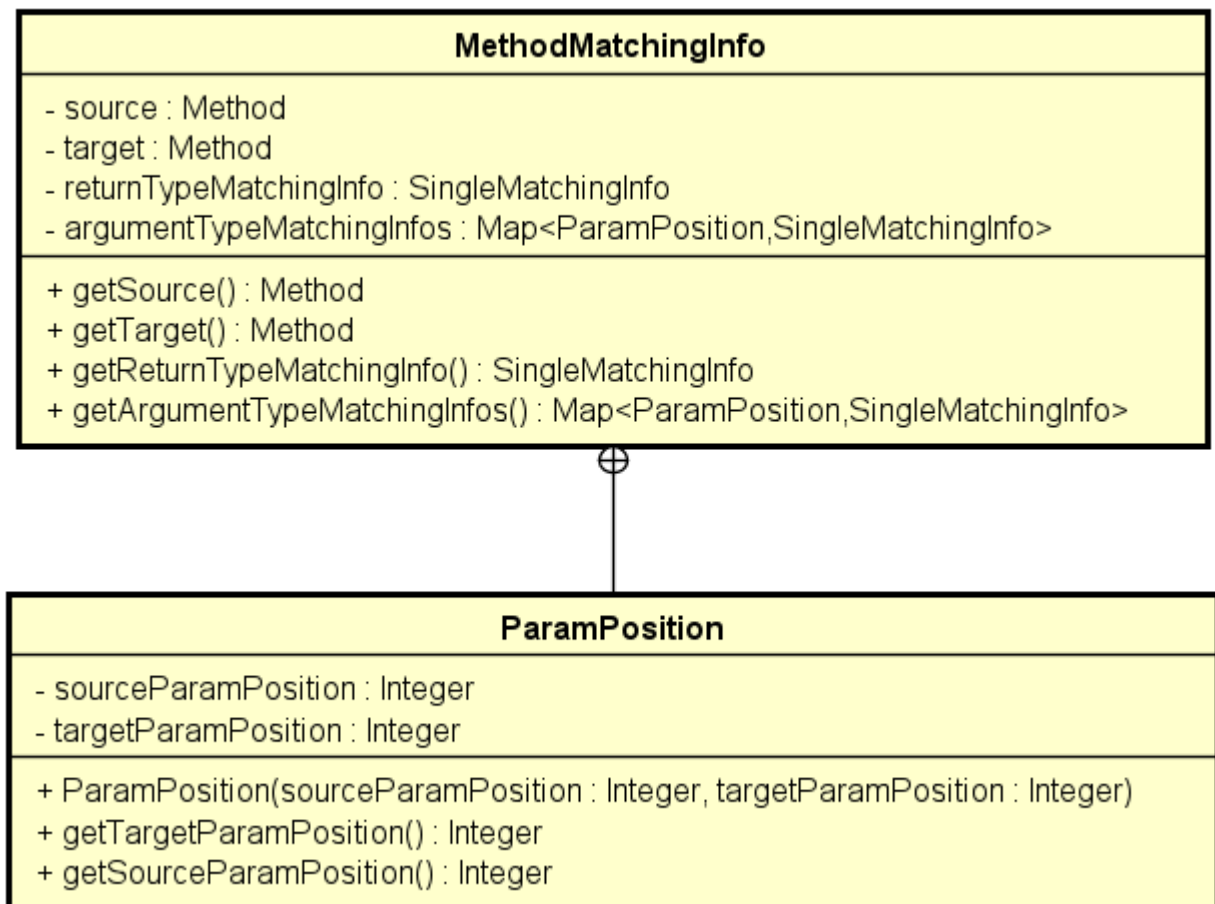 MethodMatchingInfo
- source : Method
- target : Method
- returnTypeMatchingInfo : SingleMatchingInfo
- argumentTypeMatchingInfos : Map<ParamPosition,SingleMatchingInfo>
+ getSource() : Method
+ getTarget() : Method
+ getReturnTypeMatchingInfo() : SingleMatchingInfo
+ getArgumentTypeMatchingInfos() : Map<ParamPosition,SingleMatchingInfo>
ParamPosition
- sourceParamPosition : Integer
- targetParamPosition : Integer
+ ParamPosition(sourceParamPosition : Integer, targetParamPosition : Integer)
+ getTargetParamPosition() : Integer
+ getSourceParamPosition() : Integer